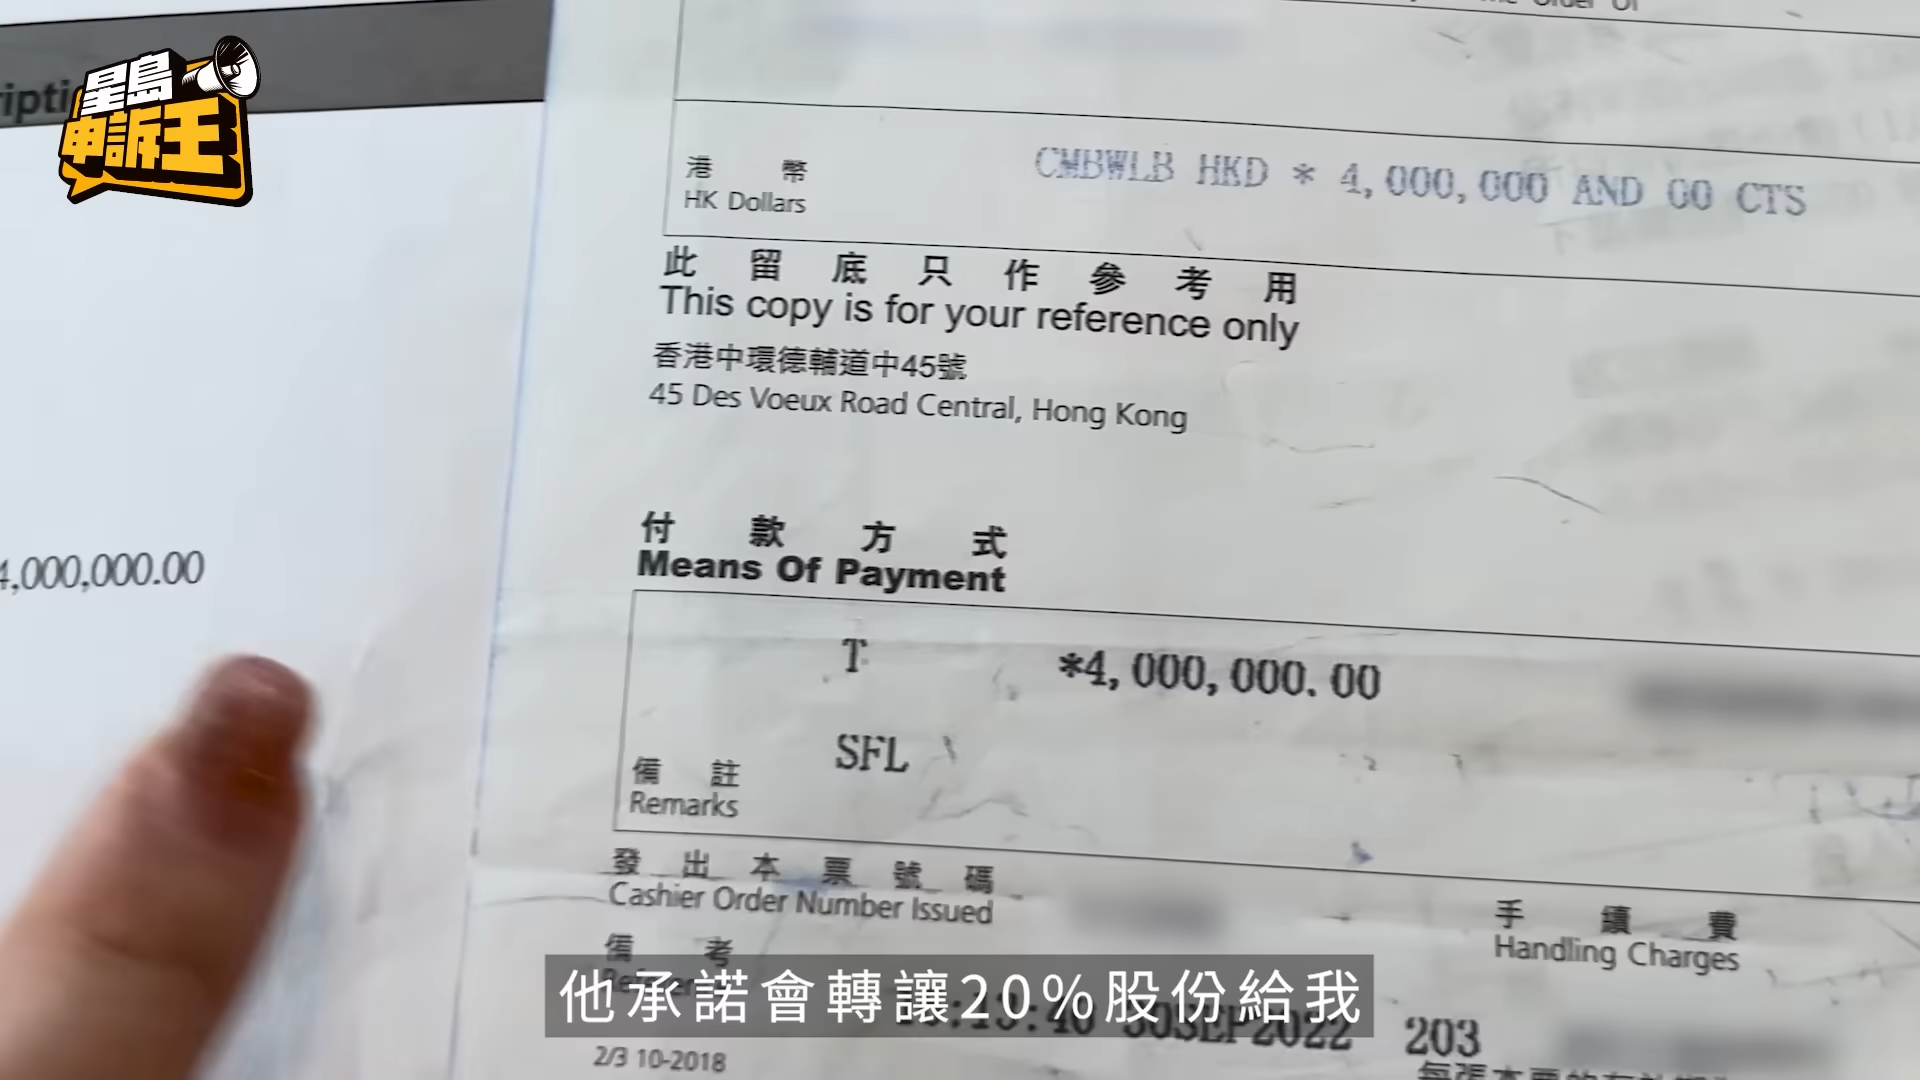 星島
申訴王
港幣
HK Dollars
CMBWLB HKD * 4,000,000 AND 00 CTS
此留底只作參考用
This copy is for your reference only
香港中環德輔道中45號
45 Des Voeux Road Central, Hong Kong
4,000,000.00
付款方式
Means Of Payment
T *4,000,000.00
SFL
備註
Remarks
發出本票號碼
Cashier Order Number Issued
手續費
Handling Charges
備考
他承諾會轉讓20%股份給我
30SEP2022 203
2/3 10-2018